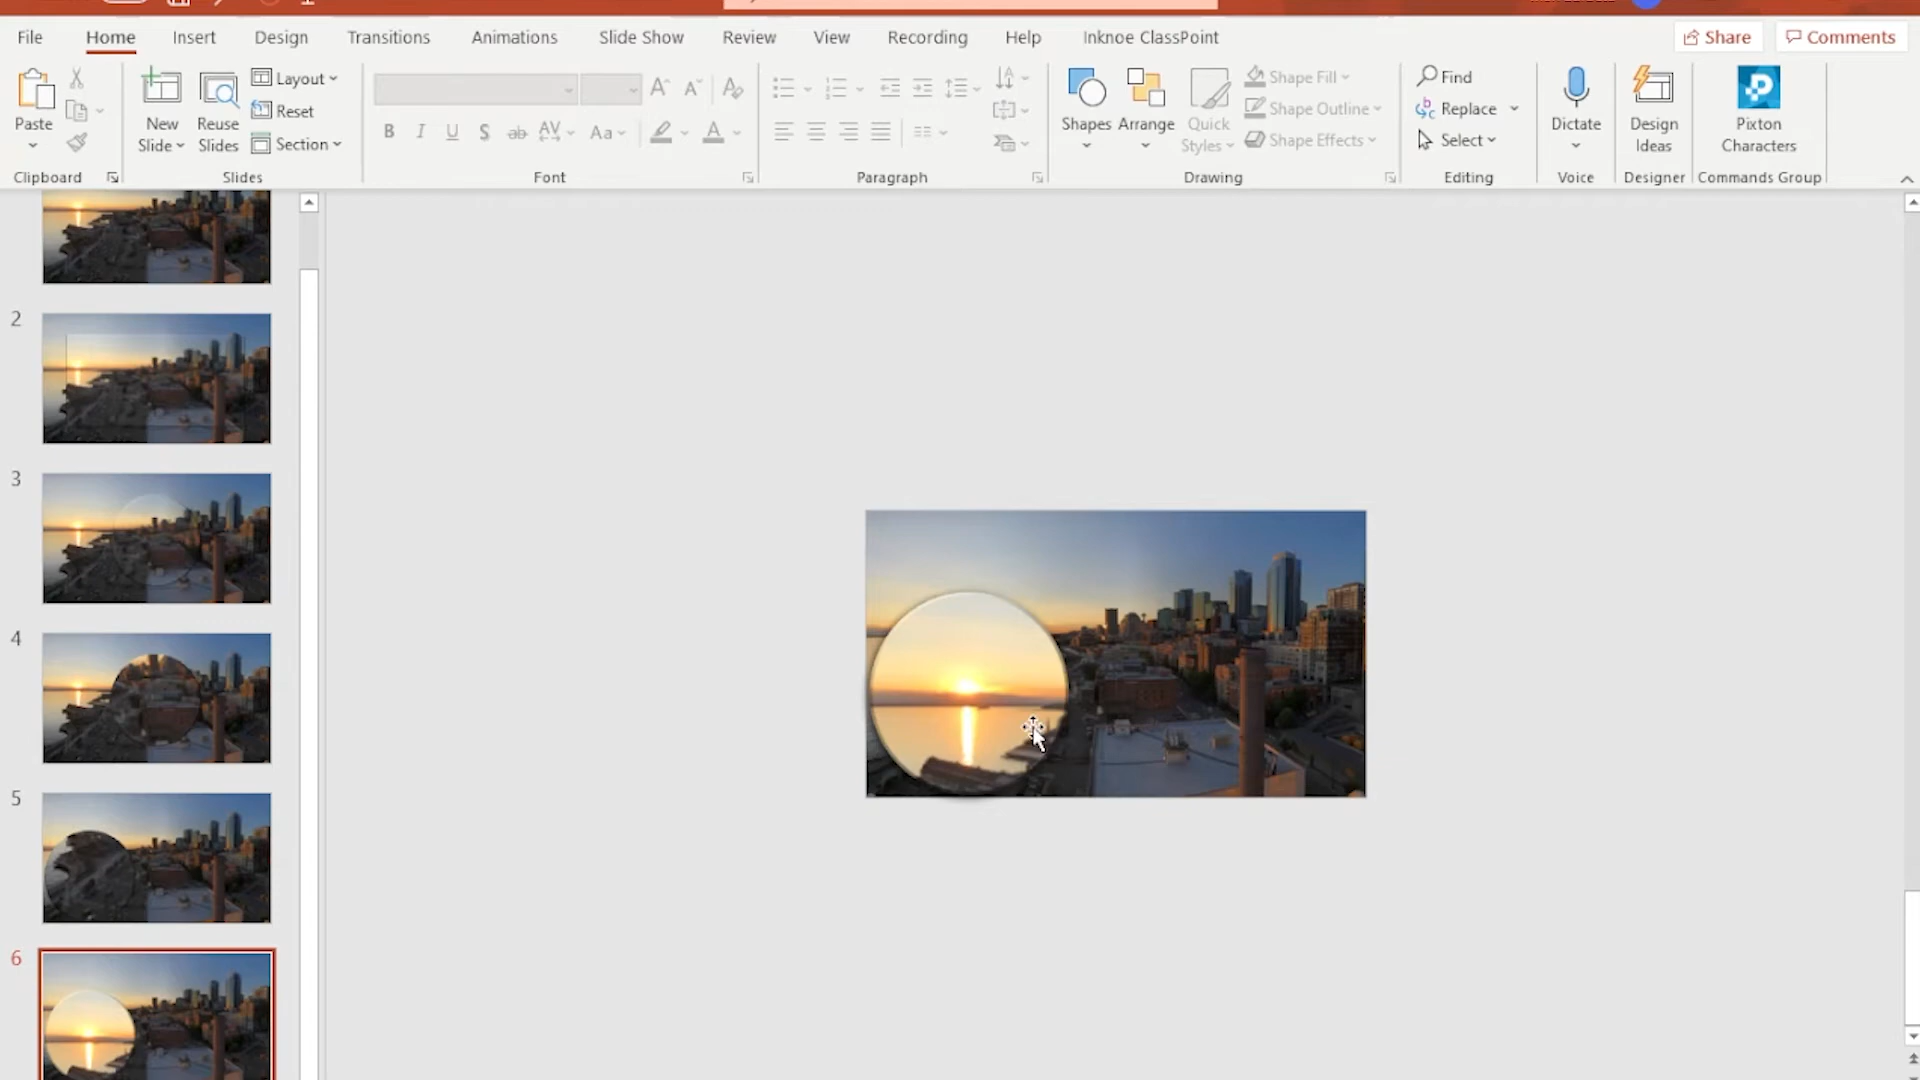 File Home Insert Design Transitions Animations Slide Show Review View Recording Help Inknoe ClassPoint Share Comments
Paste
New Slide
Reuse Slides
Layout
Reset
Section
B I U S ab AV Aa A
Shapes
Arrange
Quick Styles
Shape Fill
Shape Outline
Shape Effects
Find
Replace
Select
Dictate
Design Ideas
Pixton Characters
Clipboard Slides Font Paragraph Drawing Editing Voice Designer Commands Group
2
3
4
5
6